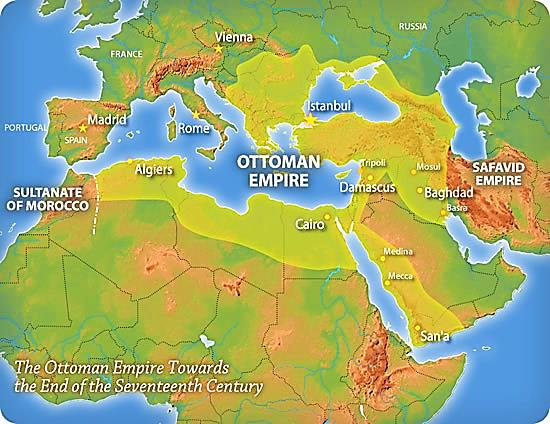 RUSSIA
Vienna
FRANCE
Istanbul
PORTUGAL
Madrid
SPAIN
Rome
OTTOMAN
EMPIRE
Algiers
Tripoli
Mosul
SAFAVID
EMPIRE
Damascus
Baghdad
SULTANATE
OF MOROCCO
Basra
Cairo
Medina
Mecca
San'a
The Ottoman Empire Towards
the End of the Seventeenth Century